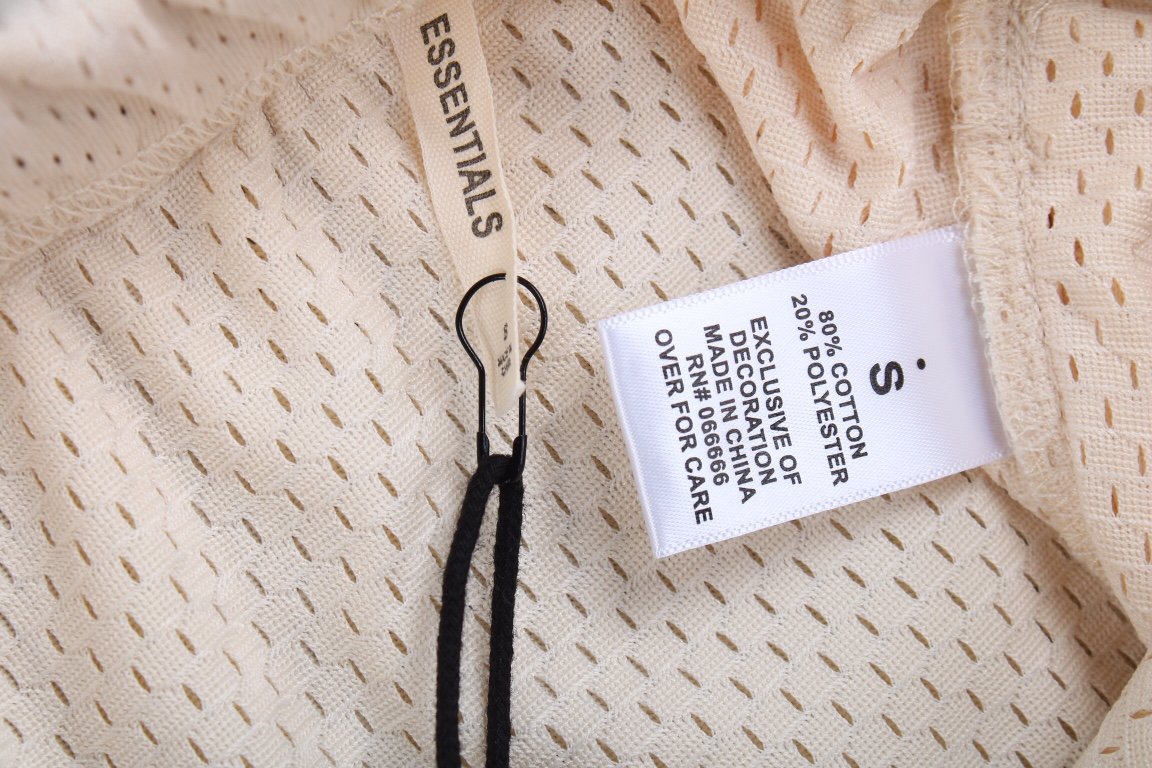 ESSENTIALS
S
S
80% COTTON
20% POLYESTER
EXCLUSIVE OF
DECORATION
MADE IN CHINA
RN# 066666
OVER FOR CARE